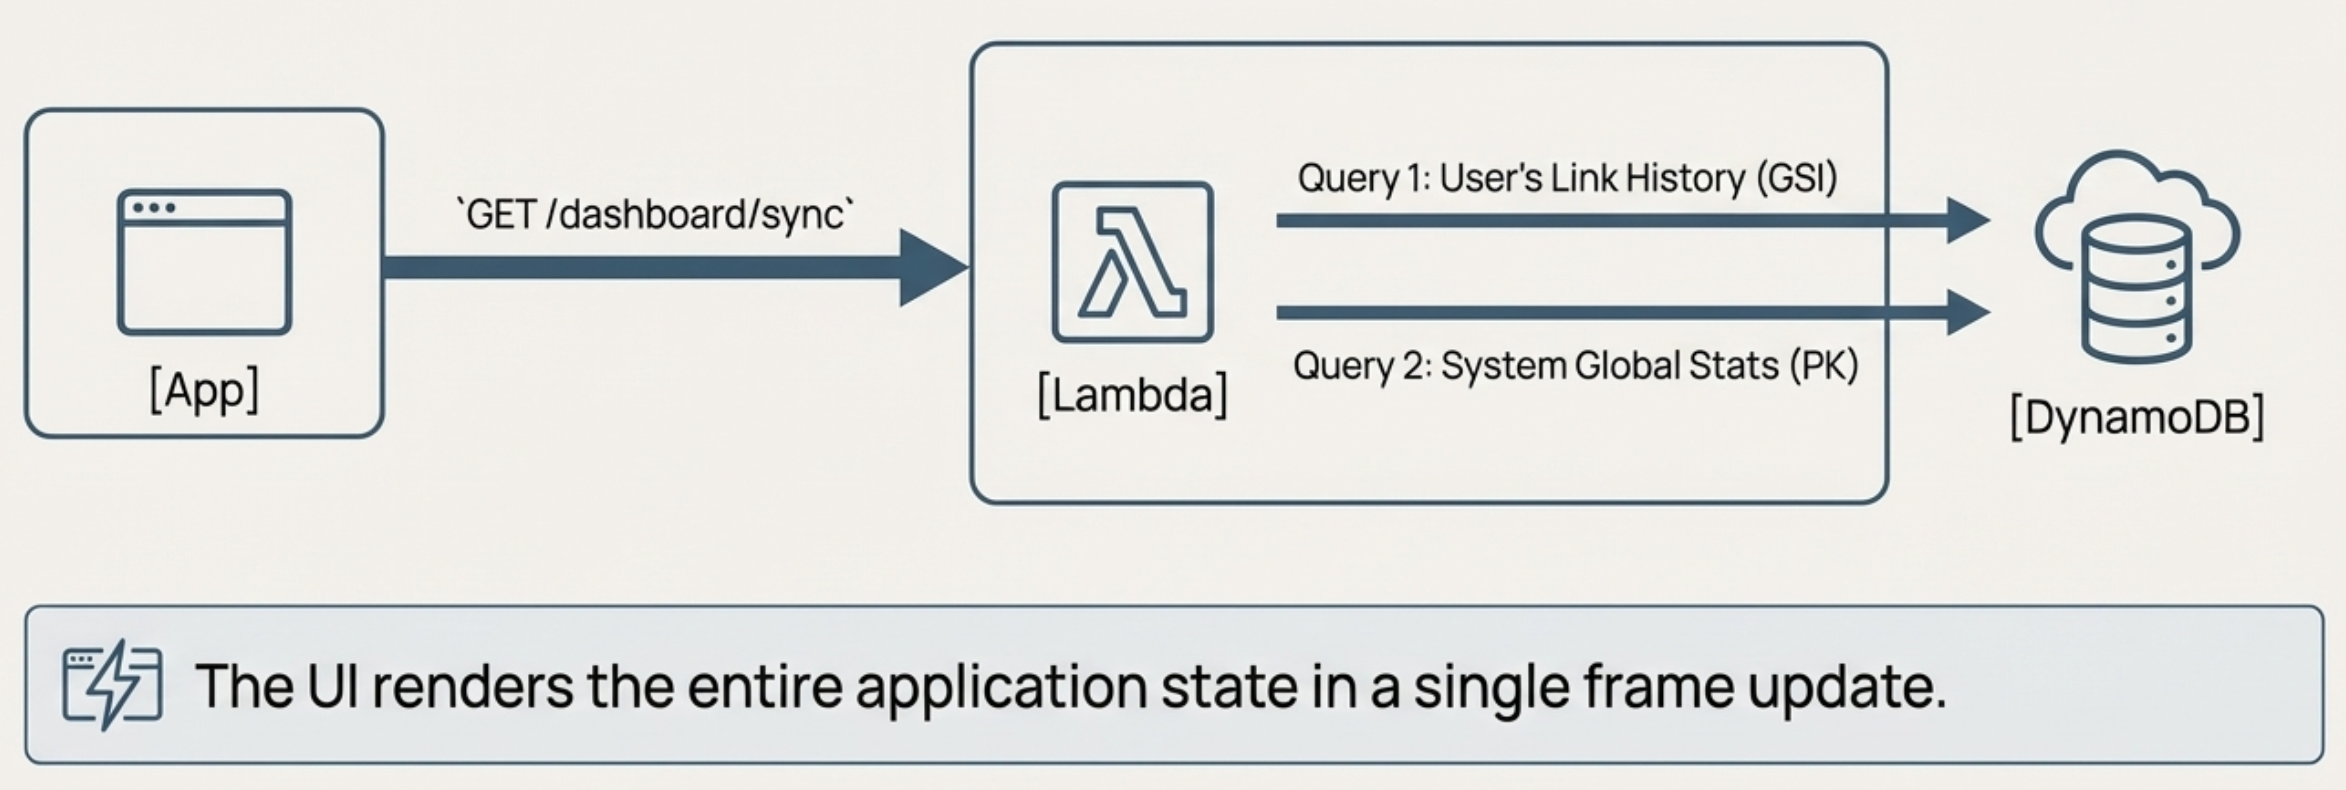 [App]
`GET /dashboard/sync`
[Lambda]
Query 1: User's Link History (GSI)
Query 2: System Global Stats (PK)
[DynamoDB]
The UI renders the entire application state in a single frame update.